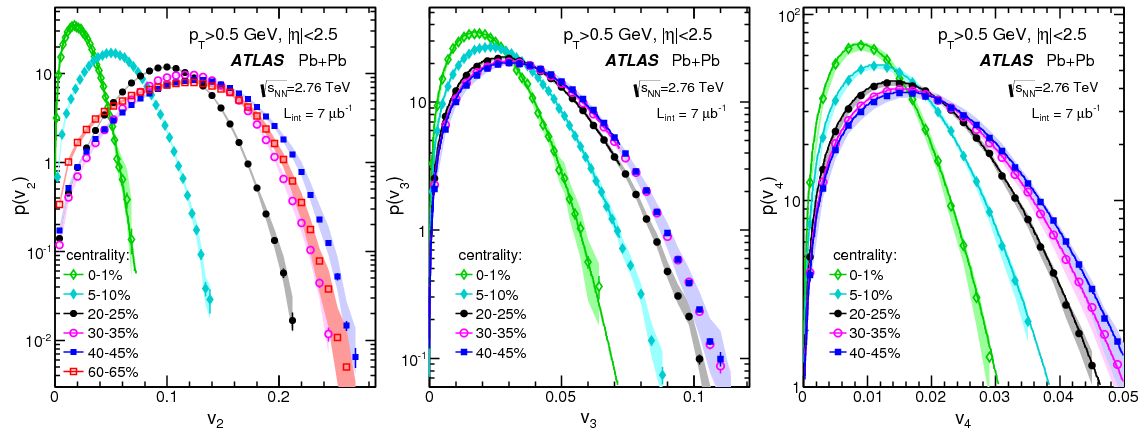 p_T>0.5 GeV, |η|<2.5
ATLAS Pb+Pb
√s_NN=2.76 TeV
L_int = 7 μb^-1
centrality:
0-1%
5-10%
20-25%
30-35%
40-45%
60-65%
p(v_2)
10
1
10^-1
10^-2
0 0.1 0.2
v_2
p_T>0.5 GeV, |η|<2.5
ATLAS Pb+Pb
√s_NN=2.76 TeV
L_int = 7 μb^-1
centrality:
0-1%
5-10%
20-25%
30-35%
40-45%
p(v_3)
10
1
10^-1
0 0.05 0.1
v_3
p_T>0.5 GeV, |η|<2.5
ATLAS Pb+Pb
√s_NN=2.76 TeV
L_int = 7 μb^-1
centrality:
0-1%
5-10%
20-25%
30-35%
40-45%
p(v_4)
10^2
10
1
0 0.01 0.02 0.03 0.04 0.05
v_4